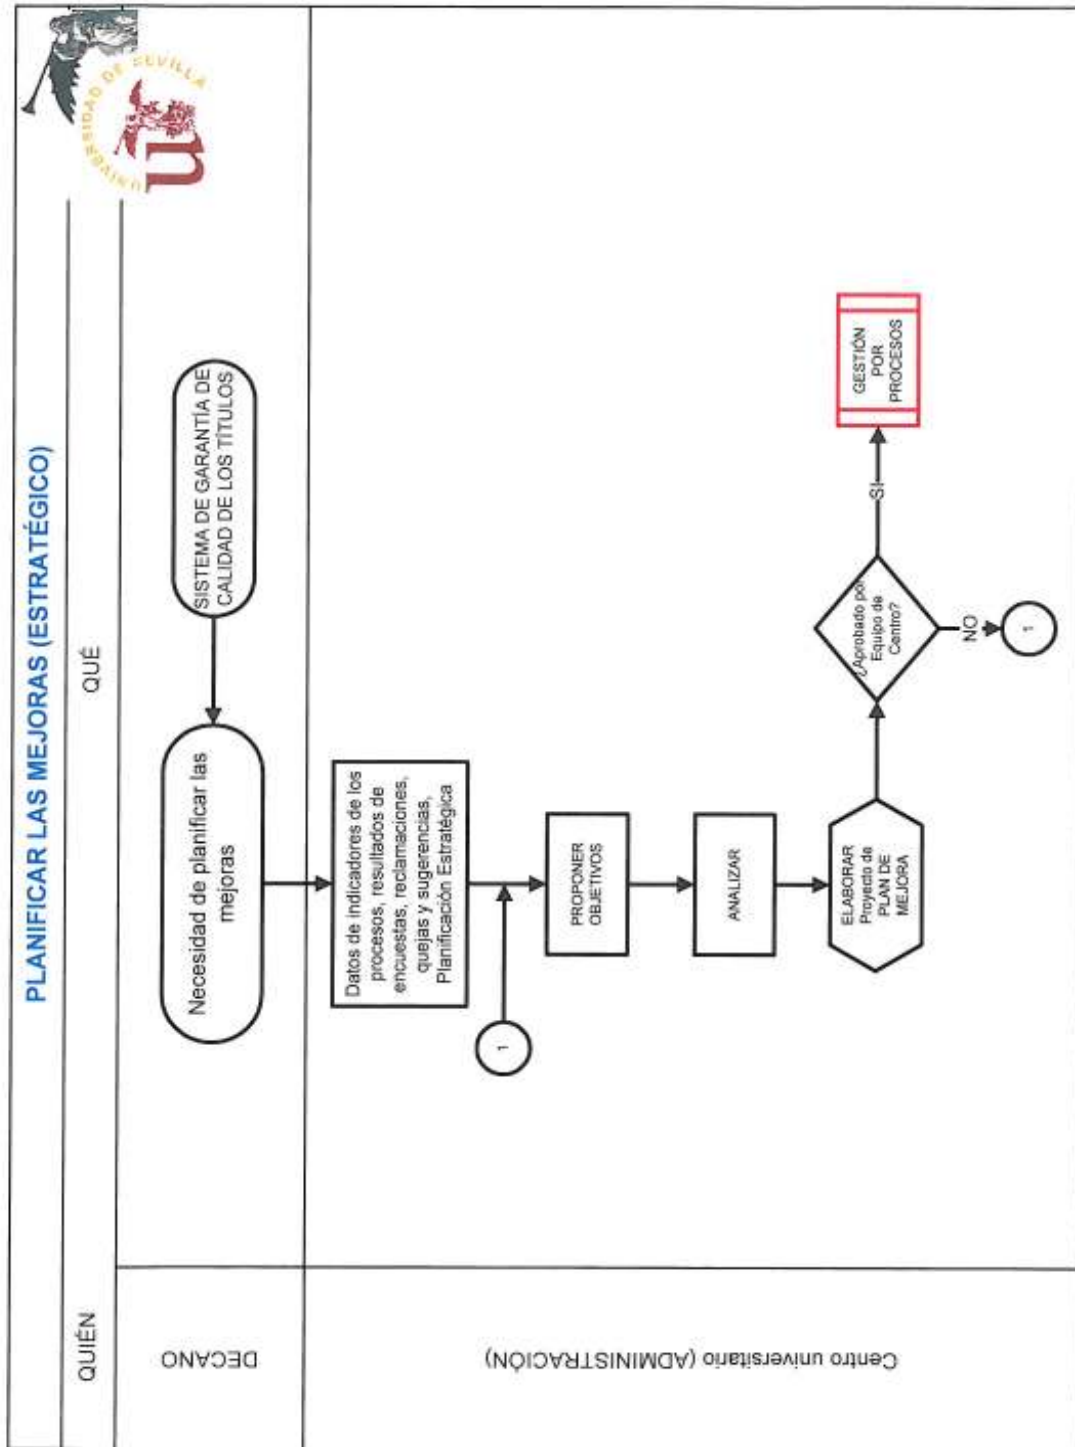 PLANIFICAR LAS MEJORAS (ESTRATÉGICO)
QUIÉN
QUÉ
UNIVERSIDAD DE SEVILLA
DECANO
Necesidad de planificar las
mejoras
SISTEMA DE GARANTÍA DE
CALIDAD DE LOS TÍTULOS
Centro universitario (ADMINISTRACIÓN)
Datos de indicadores de los
procesos, resultados de
encuestas, reclamaciones,
quejas y sugerencias,
Planificación Estratégica
1
PROPONER
OBJETIVOS
ANALIZAR
ELABORAR
Proyecto de
PLAN DE
MEJORA
¿Aprobado por
Equipo de
Centro?
SI
GESTIÓN
POR
PROCESOS
NO
1